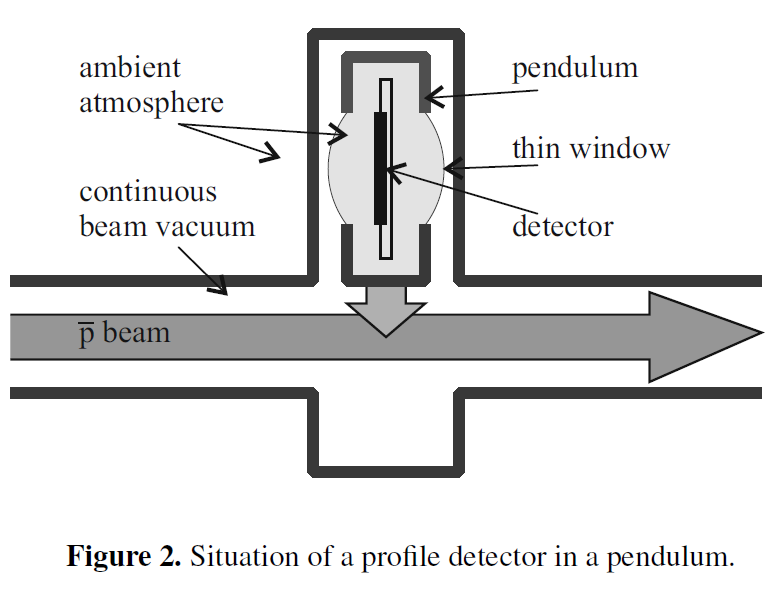 ambient
atmosphere
pendulum
thin window
continuous
beam vacuum
detector
p̅ beam
Figure 2. Situation of a profile detector in a pendulum.